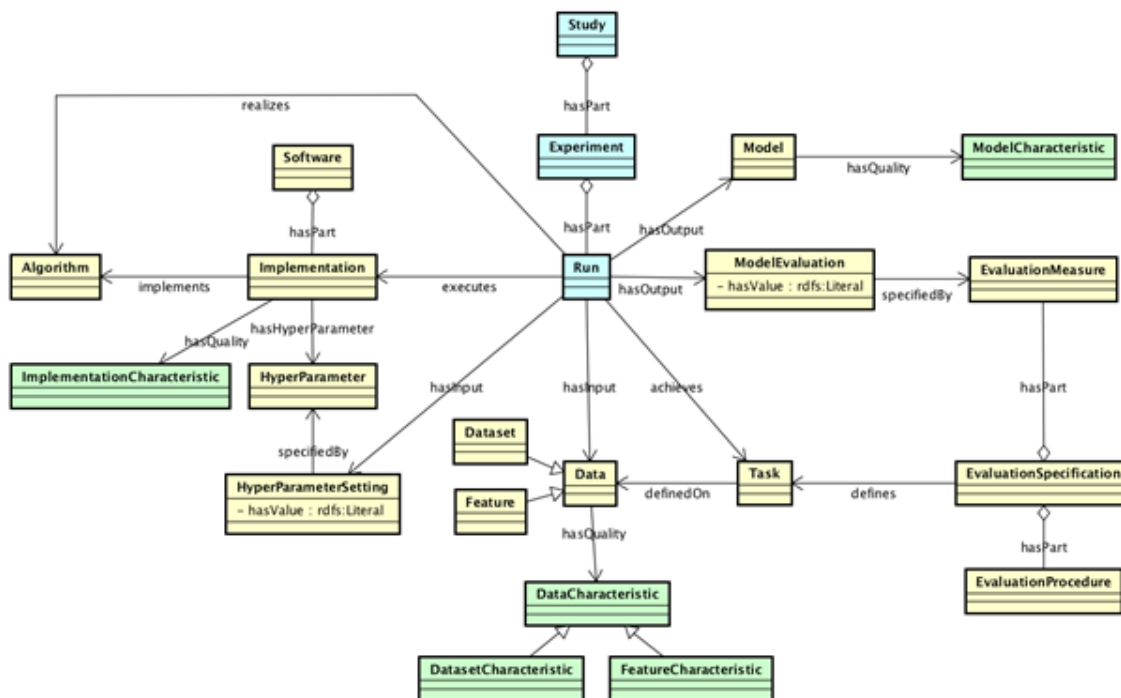 Study
hasPart
realizes
Software
Experiment
Model
ModelCharacteristic
hasQuality
hasPart
hasPart
hasOutput
Algorithm
Implementation
Run
ModelEvaluation
- hasValue : rdfs:Literal
EvaluationMeasure
implements
executes
hasOutput
specifiedBy
hasHyperParameter
hasQuality
ImplementationCharacteristic
HyperParameter
hasInput
hasInput
achieves
hasPart
Dataset
specifiedBy
HyperParameterSetting
- hasValue : rdfs:Literal
Feature
Data
definedOn
Task
defines
EvaluationSpecification
hasQuality
hasPart
EvaluationProcedure
DataCharacteristic
DatasetCharacteristic
FeatureCharacteristic